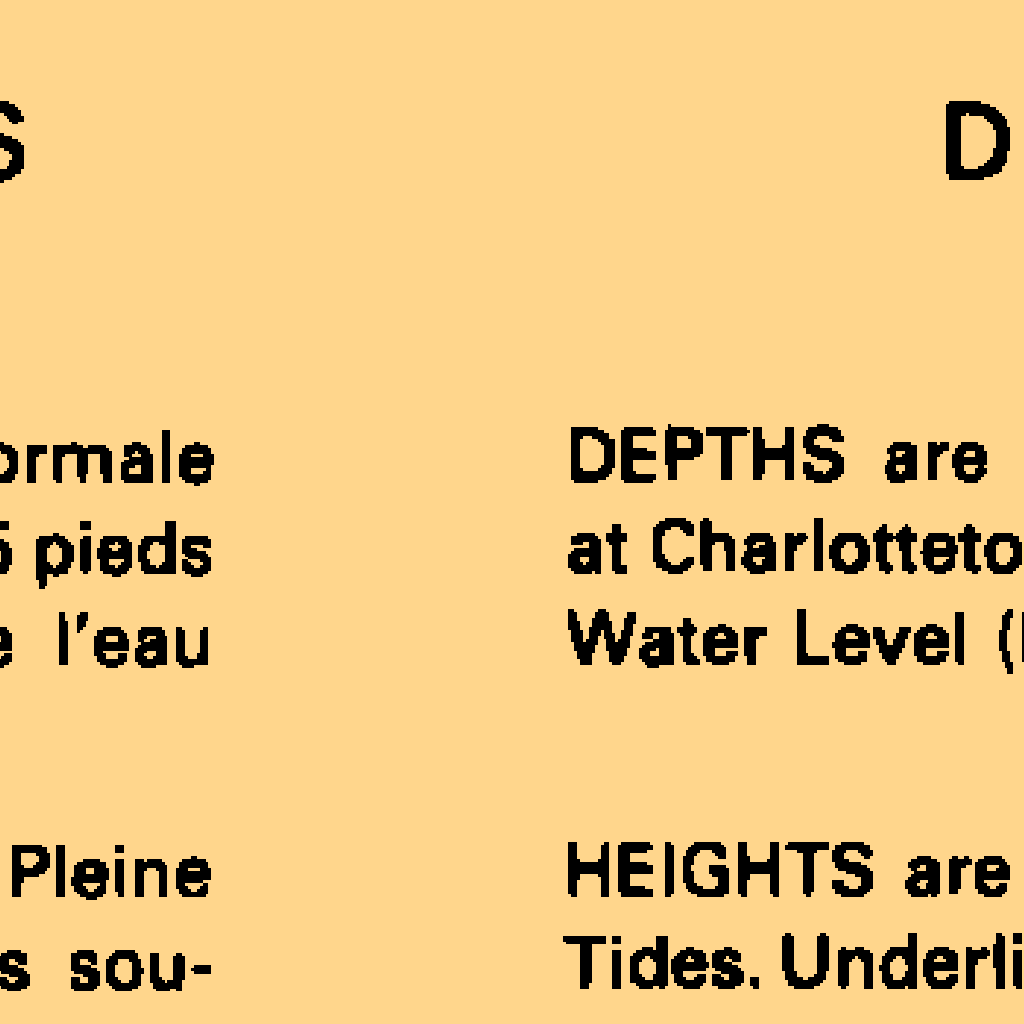 S
ormale
5 pieds
e l'eau
Pleine
s sou-
D
DEPTHS are
at Charlotteto
Water Level (
HEIGHTS are
Tides. Underli